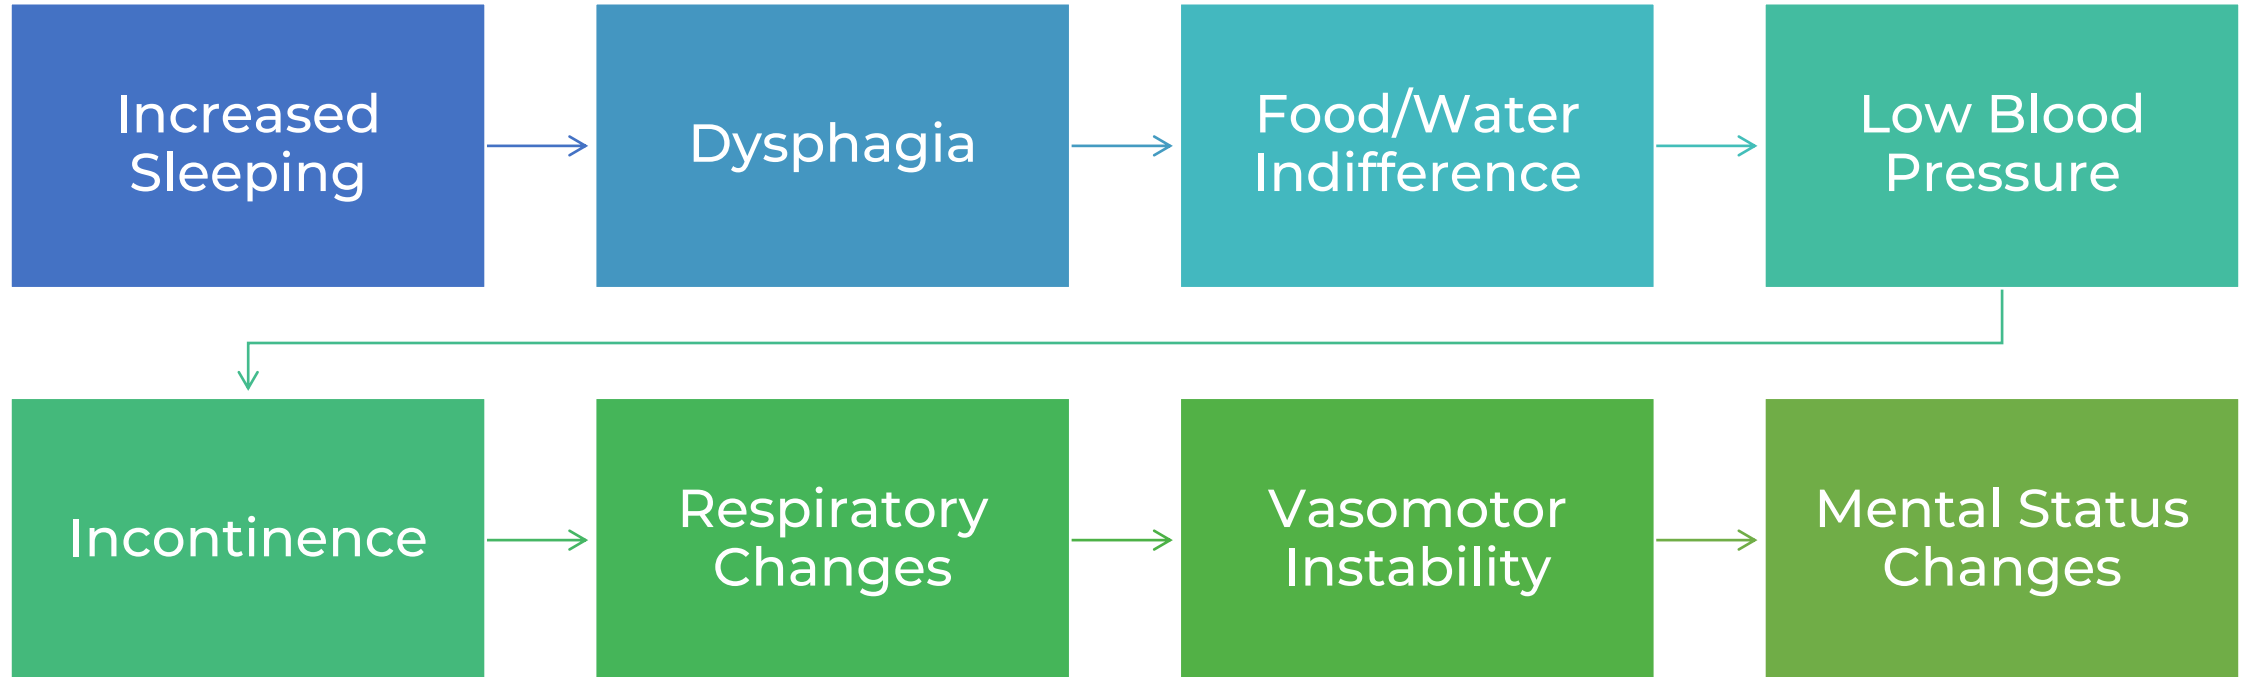 Increased
Sleeping
Dysphagia
Food/Water
Indifference
Low Blood
Pressure
Incontinence
Respiratory
Changes
Vasomotor
Instability
Mental Status
Changes